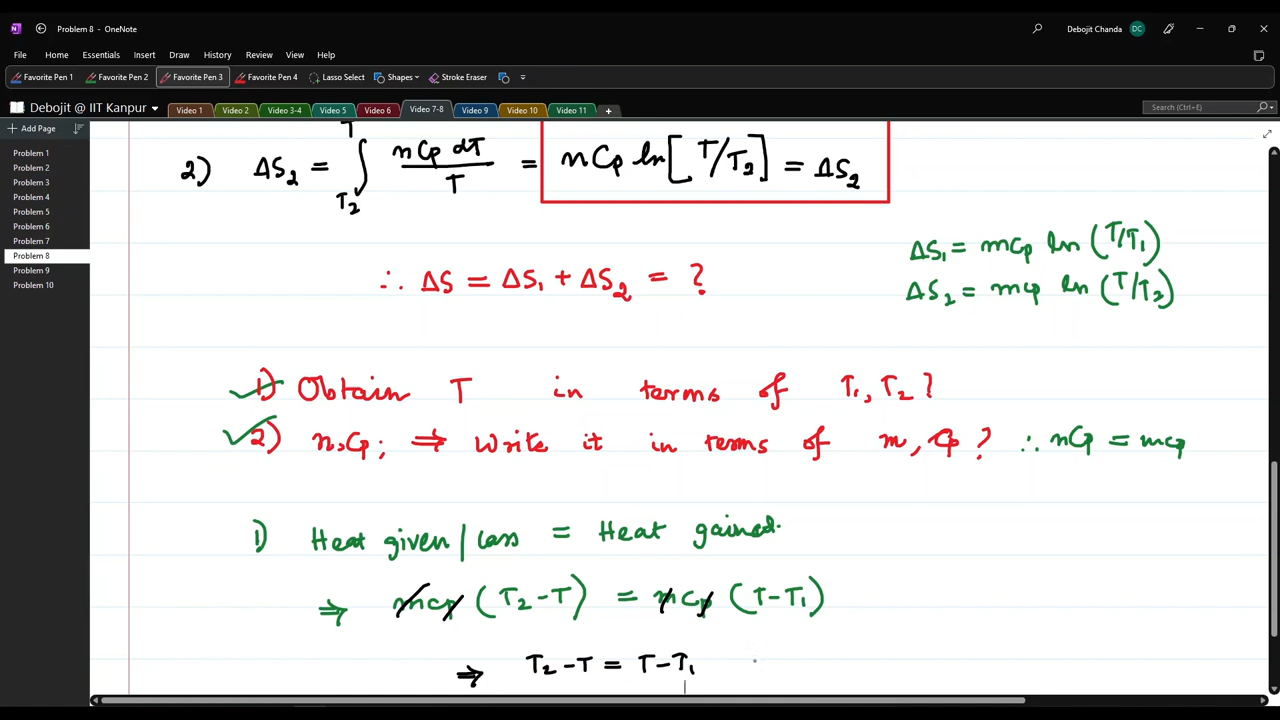 Problem 8 - OneNote
Debojit Chanda DC
File Home Essentials Insert Draw History Review View Help
Favorite Pen 1 Favorite Pen 2 Favorite Pen 3 Favorite Pen 4 Lasso Select Shapes Stroke Eraser
Debojit @ IIT Kanpur Video 1 Video 2 Video 3-4 Video 5 Video 6 Video 7-8 Video 9 Video 10 Video 11 +
Search (Ctrl+E)
+ Add Page
Problem 1
Problem 2
Problem 3
Problem 4
Problem 5
Problem 6
Problem 7
Problem 8
Problem 9
Problem 10
2) ΔS₂ = ∫_{T₂}^{T} nCp dT / T = nCp ln[T/T₂] = ΔS₂
ΔS₁ = mcp ln (T/T₁)
ΔS₂ = mcp ln (T/T₂)
∴ ΔS = ΔS₁ + ΔS₂ = ?
1) Obtain T in terms of T₁, T₂ ?
2) n,Cp; ⇒ Write it in terms of m, Cp ? ∴ nCp = mcp
1) Heat given/Loss = Heat gained.
⇒ mcp (T₂-T) = mcp (T-T₁)
⇒ T₂-T = T-T₁